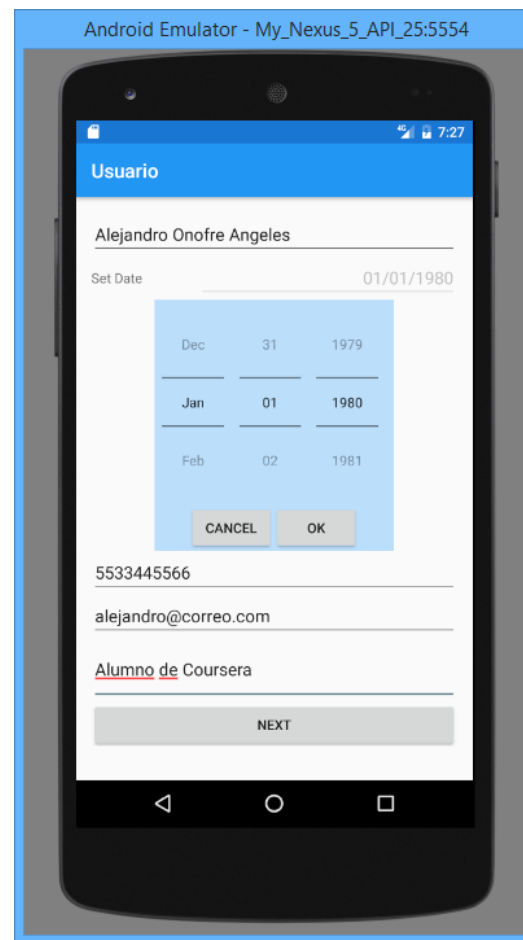 Android Emulator - My_Nexus_5_API_25:5554
4G 7:27
Usuario
Alejandro Onofre Angeles
Set Date 01/01/1980
Dec 31 1979
Jan 01 1980
Feb 02 1981
CANCEL OK
5533445566
alejandro@correo.com
Alumno de Coursera
NEXT